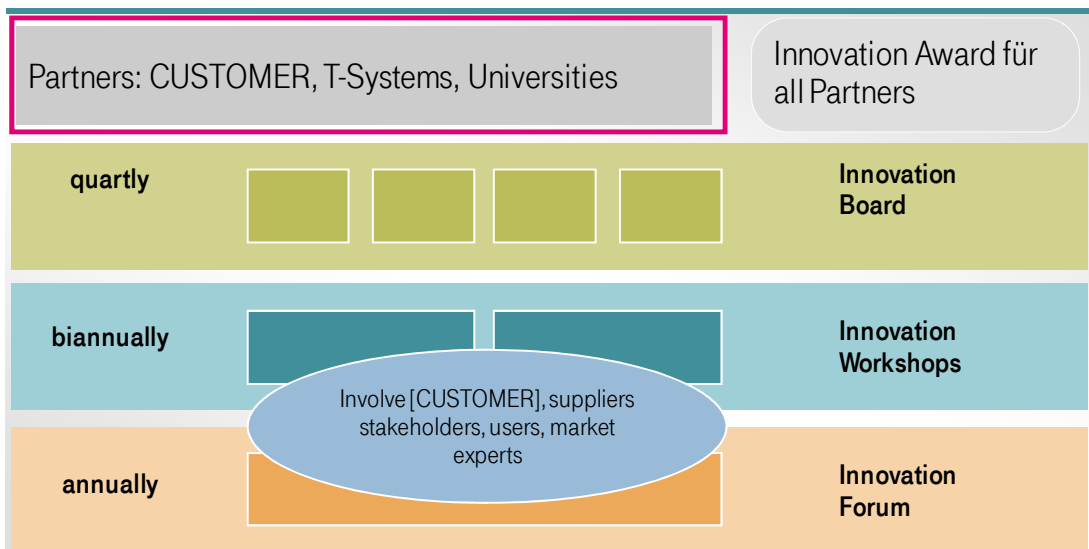 Partners: CUSTOMER, T-Systems, Universities
Innovation Award für
all Partners
quartly
Innovation
Board
biannually
Innovation
Workshops
Involve [CUSTOMER], suppliers
stakeholders, users, market
experts
annually
Innovation
Forum